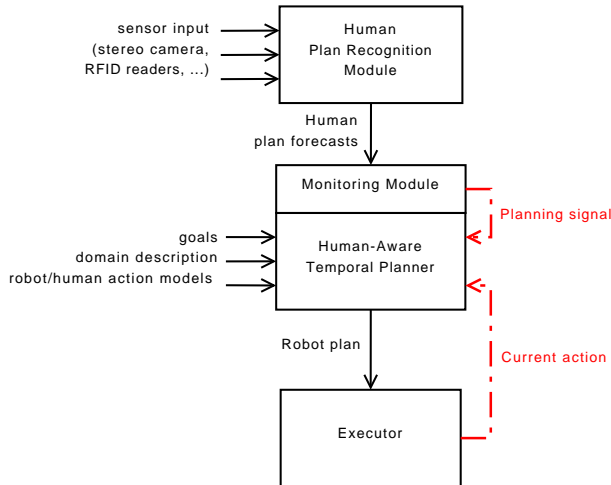 sensor input
(stereo camera,
RFID readers, ...)
Human
Plan Recognition
Module
Human
plan forecasts
Monitoring Module
Planning signal
goals
domain description
robot/human action models
Human-Aware
Temporal Planner
Robot plan
Current action
Executor